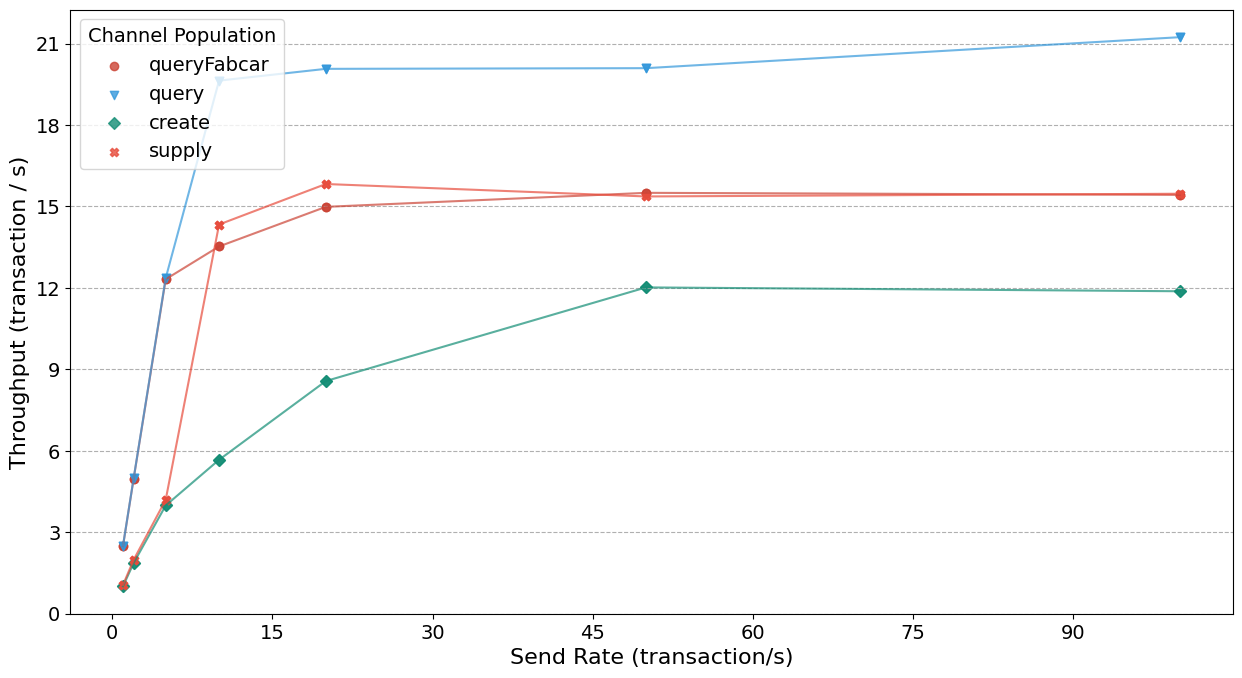 Channel Population
queryFabcar
query
create
supply
Throughput (transaction / s)
21
18
15
12
9
6
3
0
0 15 30 45 60 75 90
Send Rate (transaction/s)